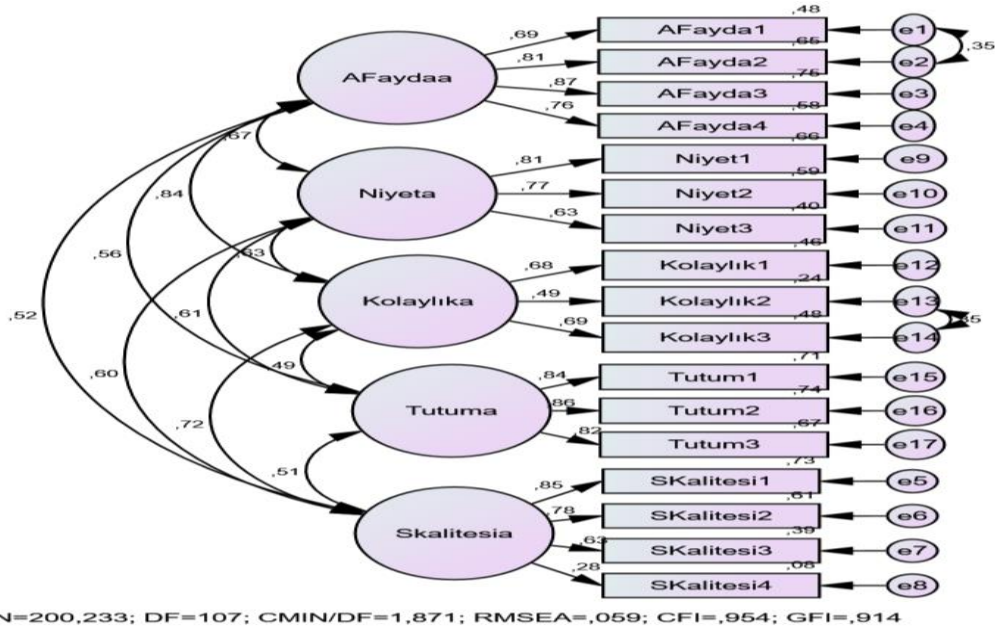 ,48
,69 AFayda1 e1
,65 ,35
AFaydaa ,81 AFayda2 e2
,75
,87 AFayda3 e3
,58
,76 AFayda4 e4
,67 ,66
,81 Niyet1 e9
,59
,84 Niyeta ,77 Niyet2 e10
,40
,63 Niyet3 e11
,56 ,63 ,46
,68 Kolaylık1 e12
,24
,52 ,61 Kolaylıka ,49 Kolaylık2 e13
,48
,69 Kolaylık3 e14
,49 ,71
,60 ,84 Tutum1 e15
,74
,72 Tutuma ,86 Tutum2 e16
,67
,82 Tutum3 e17
,51 ,73
,85 SKalitesi1 e5
,61
Skalitesia ,78 SKalitesi2 e6
,39
,63 SKalitesi3 e7
,08
,28 SKalitesi4 e8
N=200,233; DF=107; CMIN/DF=1,871; RMSEA=,059; CFI=,954; GFI=,914